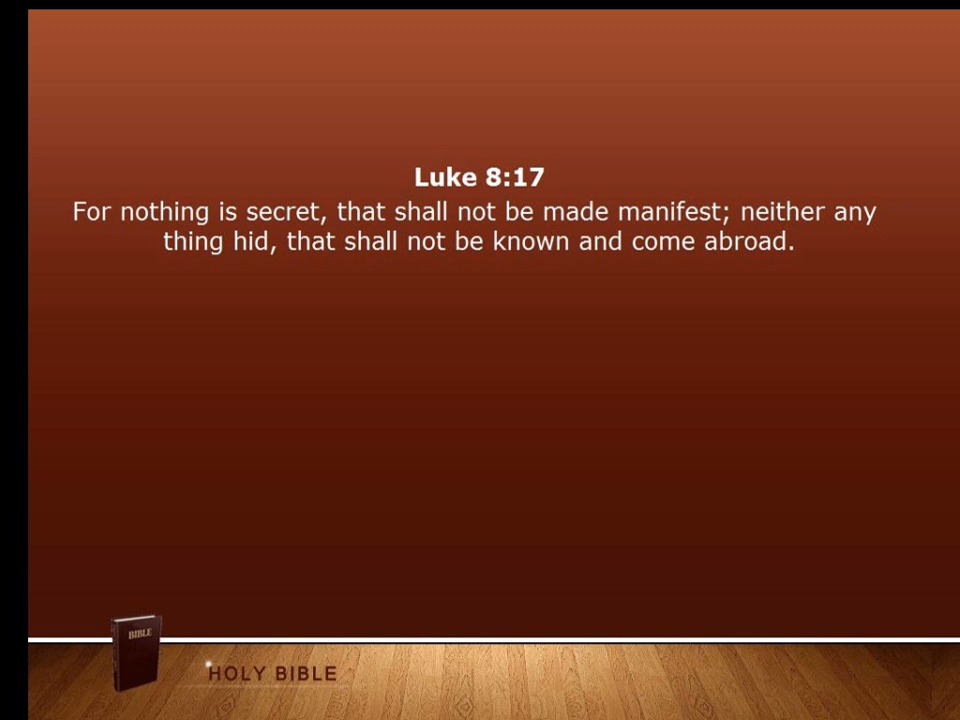 Luke 8:17
For nothing is secret, that shall not be made manifest; neither any
thing hid, that shall not be known and come abroad.
BIBLE
HOLY BIBLE